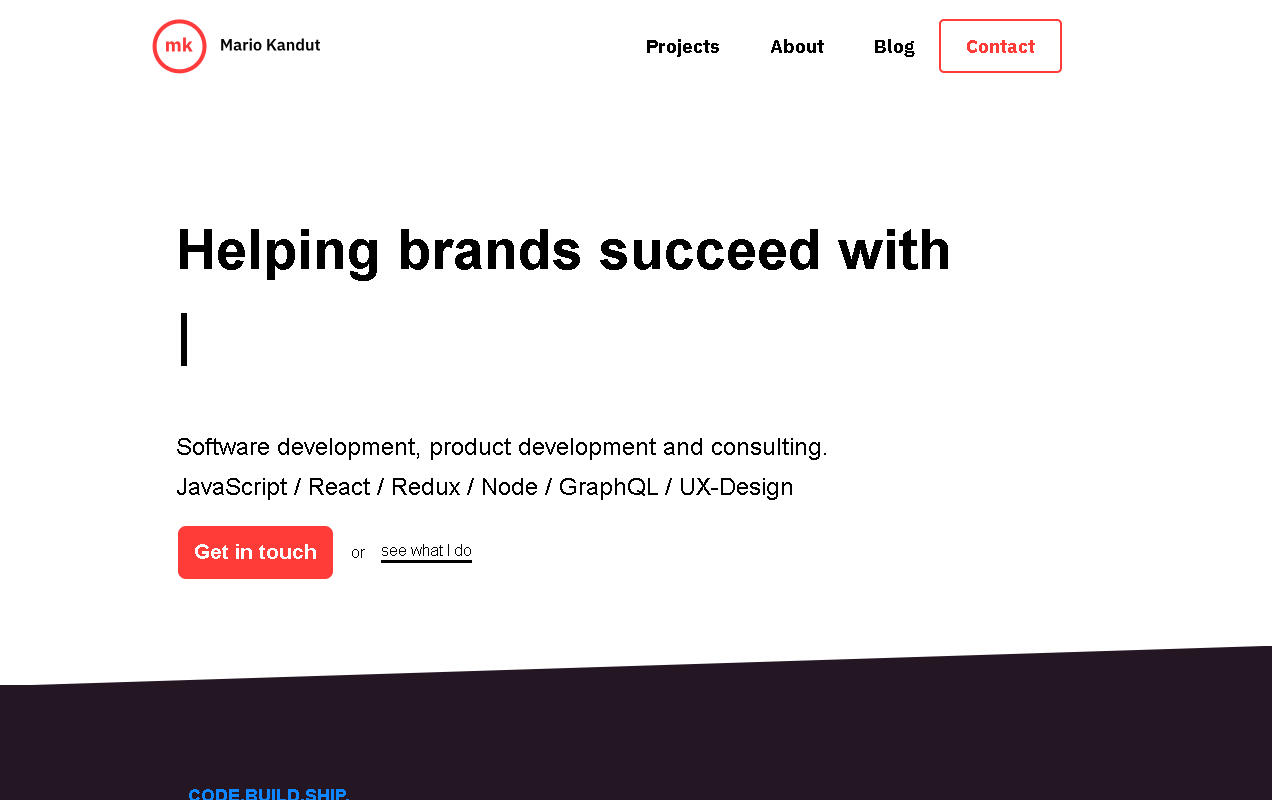 mk
Mario Kandut
Projects
About
Blog
Contact
Helping brands succeed with
Software development, product development and consulting.
JavaScript / React / Redux / Node / GraphQL / UX-Design
Get in touch
or
see what I do
CODE.BUILD.SHIP.